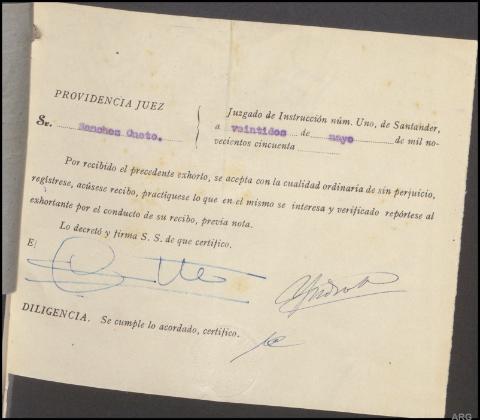 PROVIDENCIA JUEZ
Sr. Sanchez Oneto.
Juzgado de Instrucción núm. Uno, de Santander,
a veintidos de mayo de mil no-
vecientos cincuenta
Por recibido el precedente exhorto, se acepta con la cualidad ordinaria de sin perjuicio,
regístrese, acúsese recibo, practíquese lo que en el mismo se interesa y verificado repórtese al
exhortante por el conducto de su recibo, previa nota.
Lo decretó y firma S. S. de que certifico.
E/
DILIGENCIA. Se cumple lo acordado, certifico.
ARG